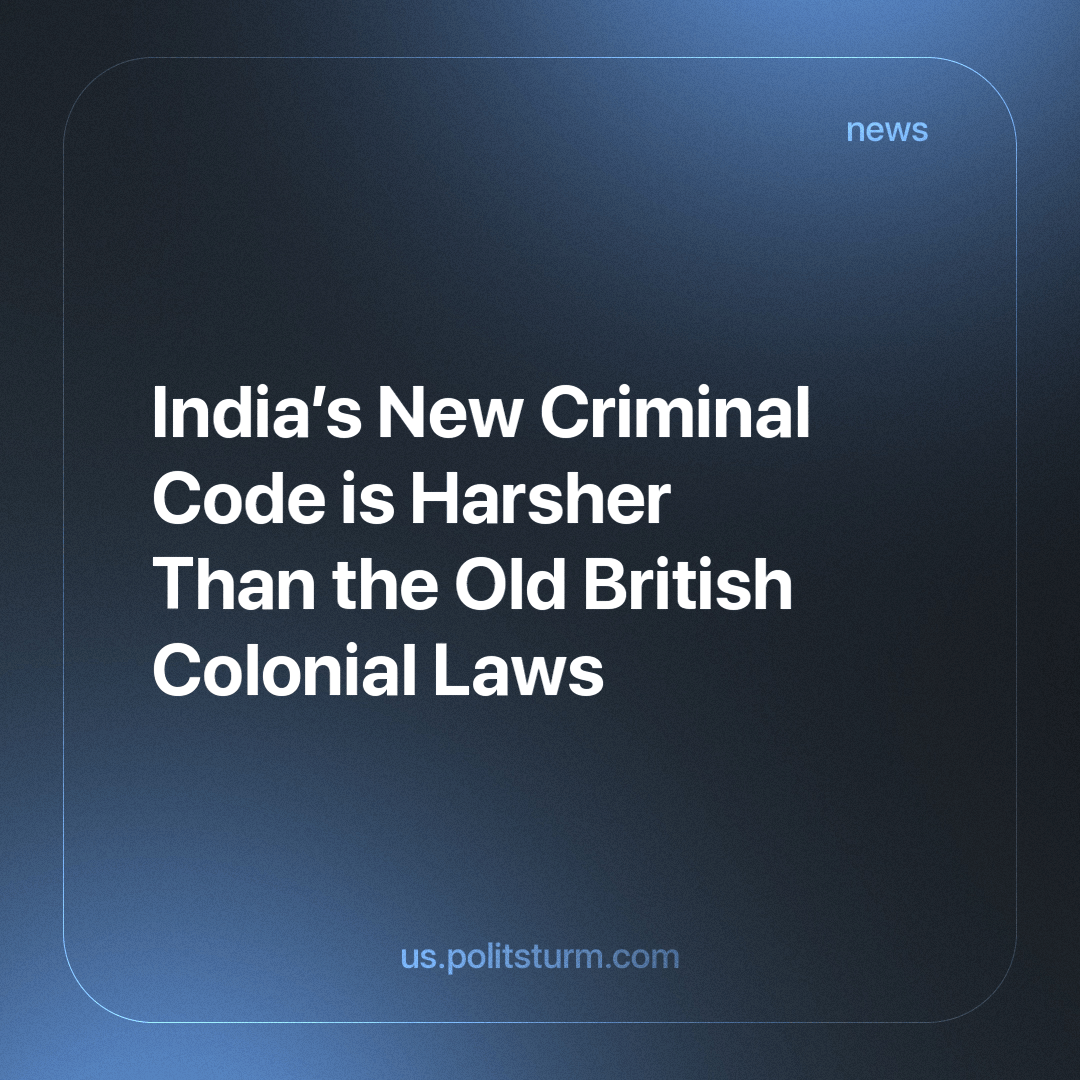 news
India’s New Criminal
Code is Harsher
Than the Old British
Colonial Laws
us.politsturm.com